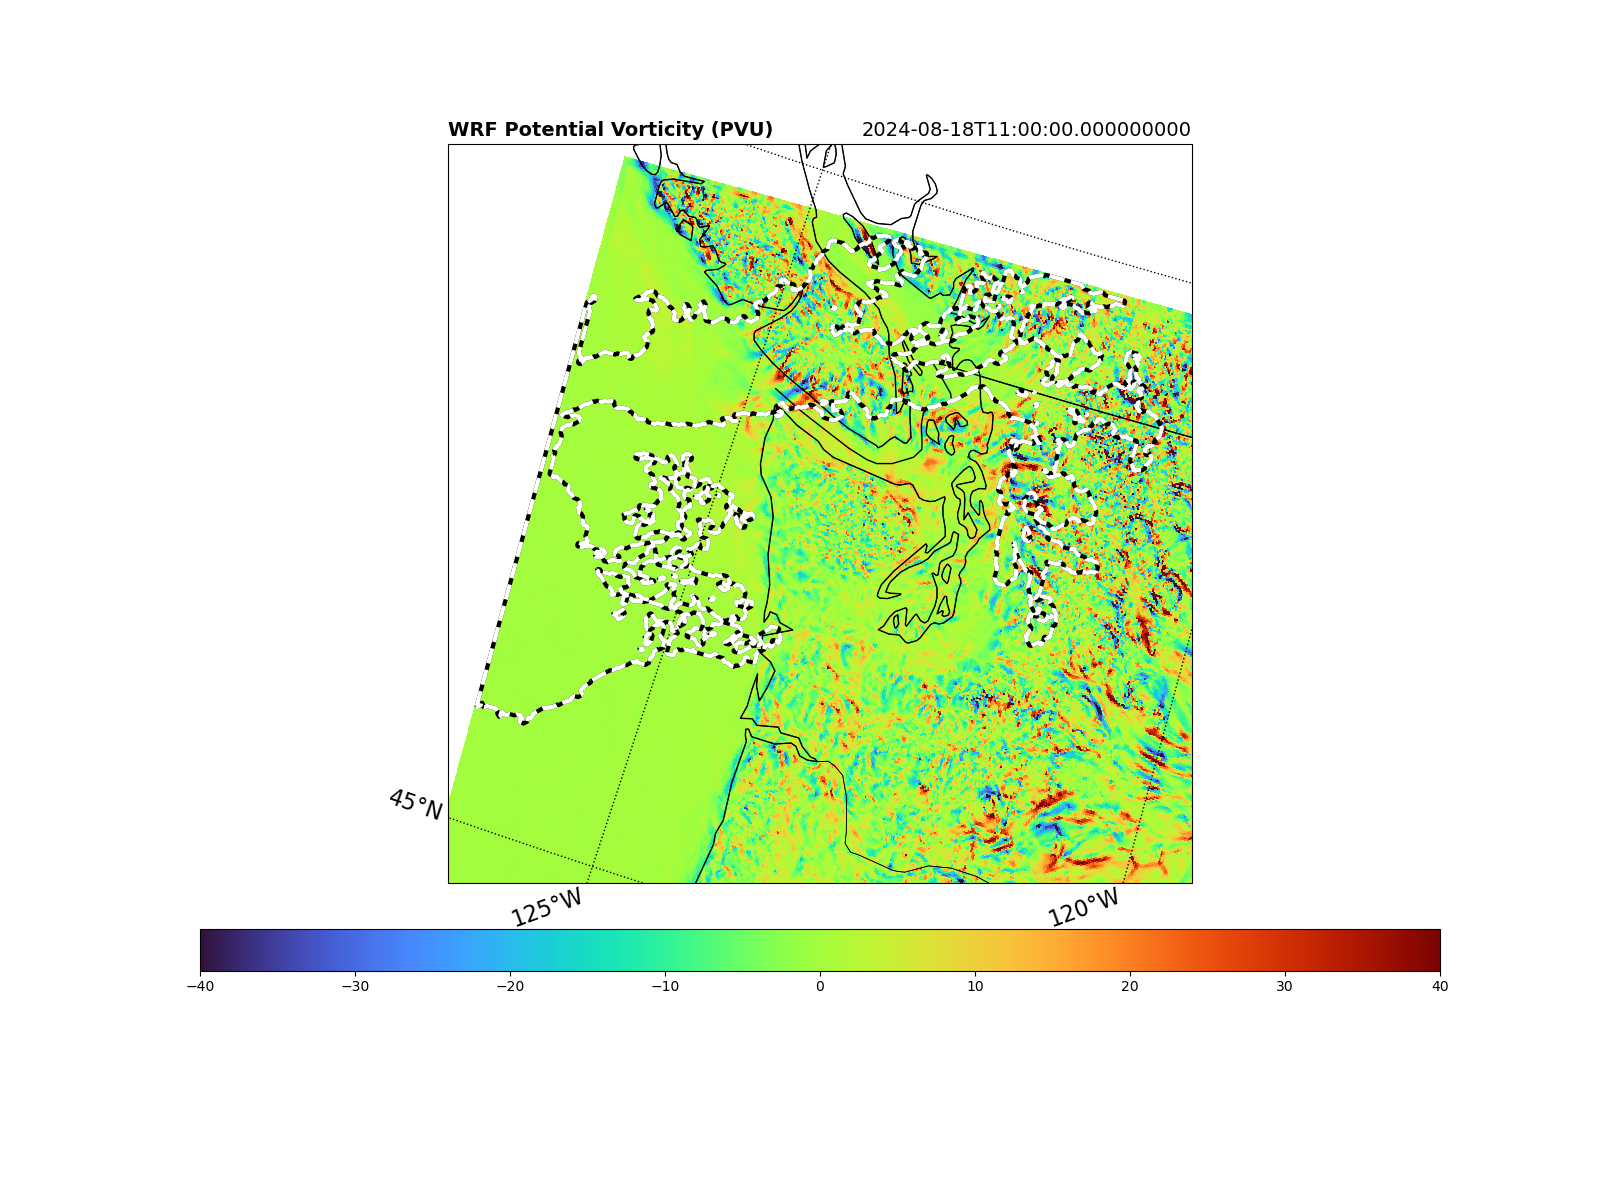 WRF Potential Vorticity (PVU) 2024-08-18T11:00:00.000000000
45°N
125°W 120°W
−40 −30 −20 −10 0 10 20 30 40